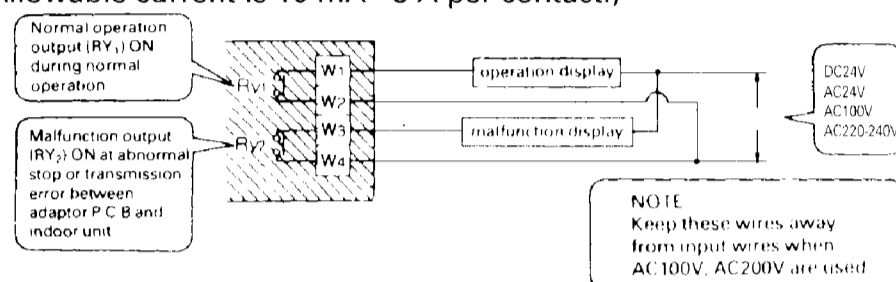 Allowable current is 10 mA - 3 A per contact.)
Normal operation
output (RY₁) ON
during normal
operation
Ry1
Ry2
W1
W2
W3
W4
operation display
malfunction display
Malfunction output
(RY₂) ON at abnormal
stop or transmission
error between
adaptor P C B and
indoor unit
DC24V
AC24V
AC100V
AC220-240V
NOTE
Keep these wires away
from input wires when
AC100V, AC200V are used